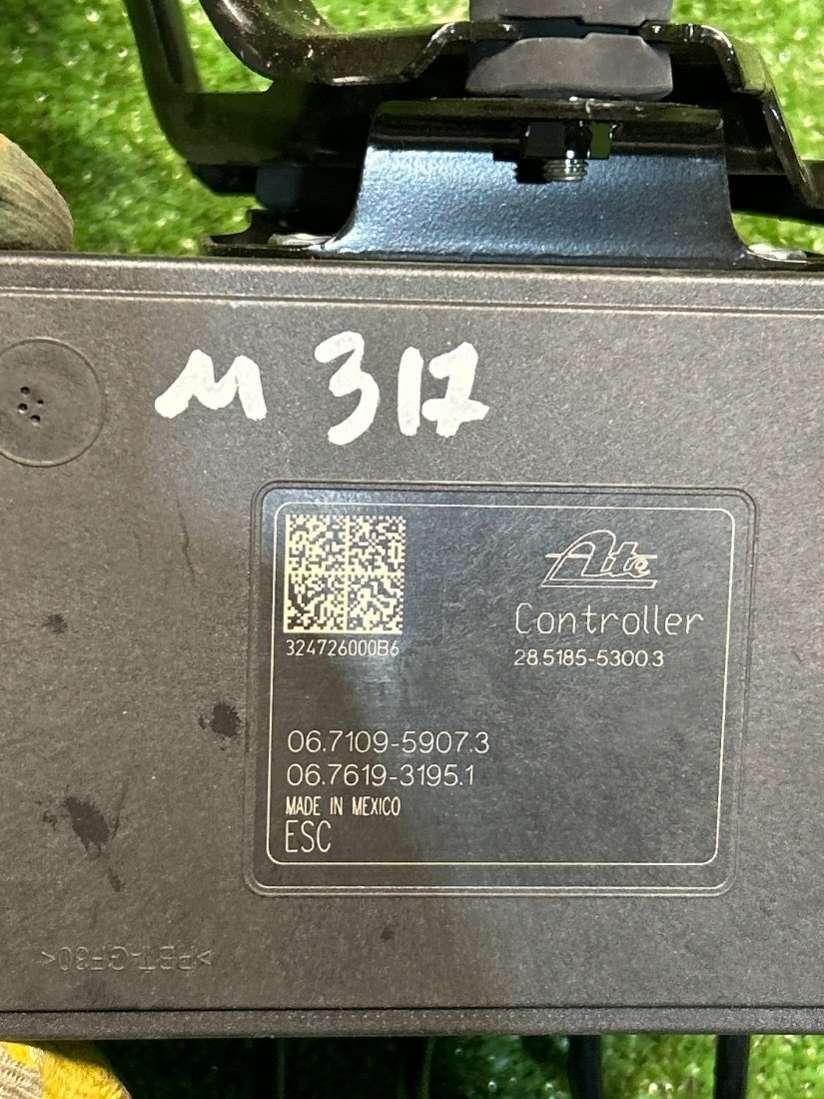 M 317
Ate
Controller
324726000B6
28.5185-5300.3
06.7109-5907.3
06.7619-3195.1
MADE IN MEXICO
ESC
>PBT-GF30<